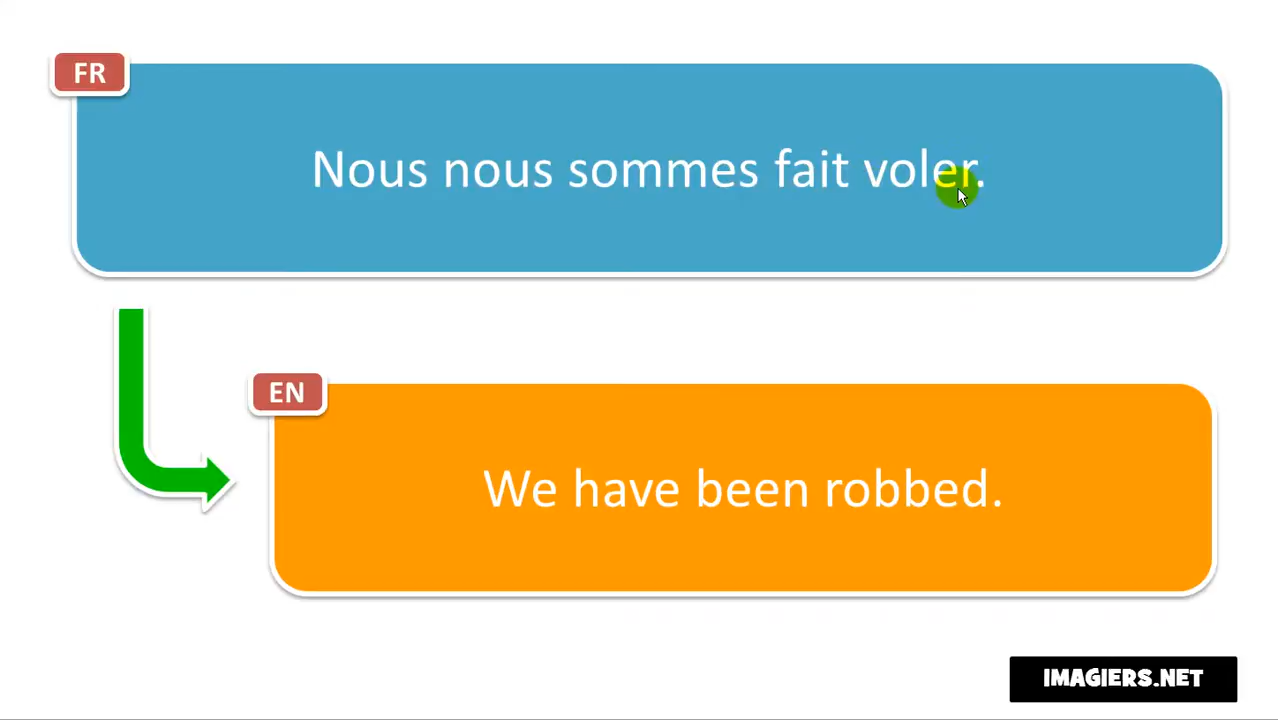 FR
Nous nous sommes fait voler.
EN
We have been robbed.
IMAGIERS.NET